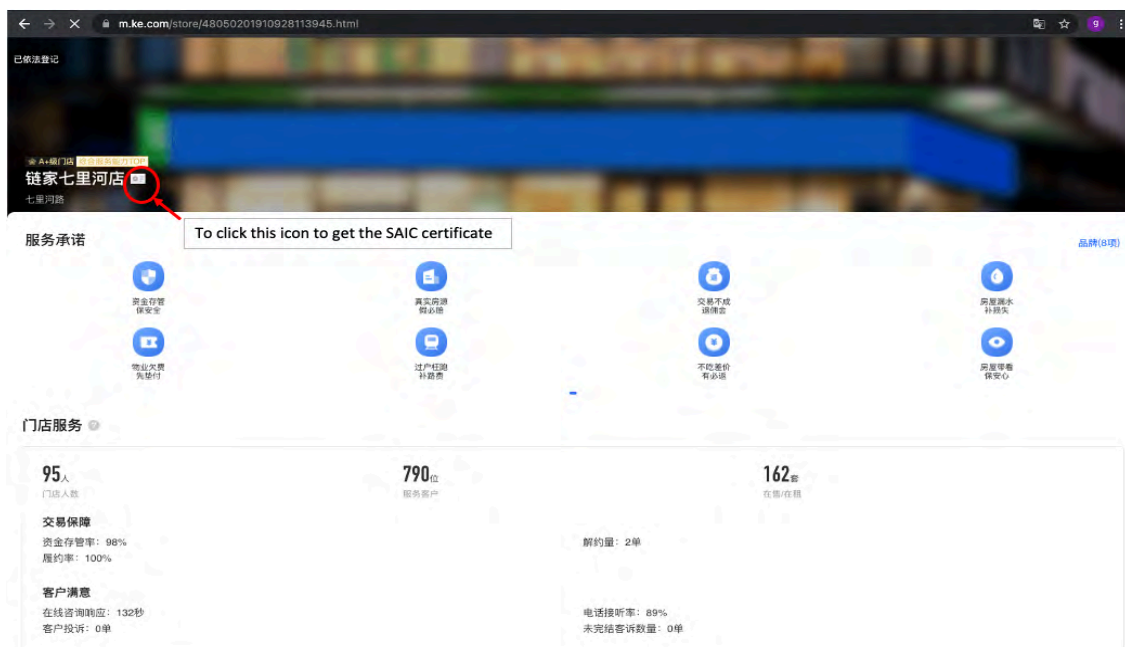 m.ke.com/store/48050201910928113945.html
g
已依法登记
A+级门店
链家七里河店
七里河路
To click this icon to get the SAIC certificate
服务承诺
品牌(8项)
资金存管
保安全
真实房源
假必赔
交易不成
退佣金
房屋漏水
补损失
物业欠费
先垫付
过户枉跑
补路费
不吃差价
有必返
房屋带看
保安心
门店服务
95人
790位
162套
门店人数
服务客户
在售/在租
交易保障
资金存管率：98%
解约量：2单
履约率：100%
客户满意
在线咨询响应：132秒
电话接听率：89%
客户投诉：0单
未完结客诉数量：0单